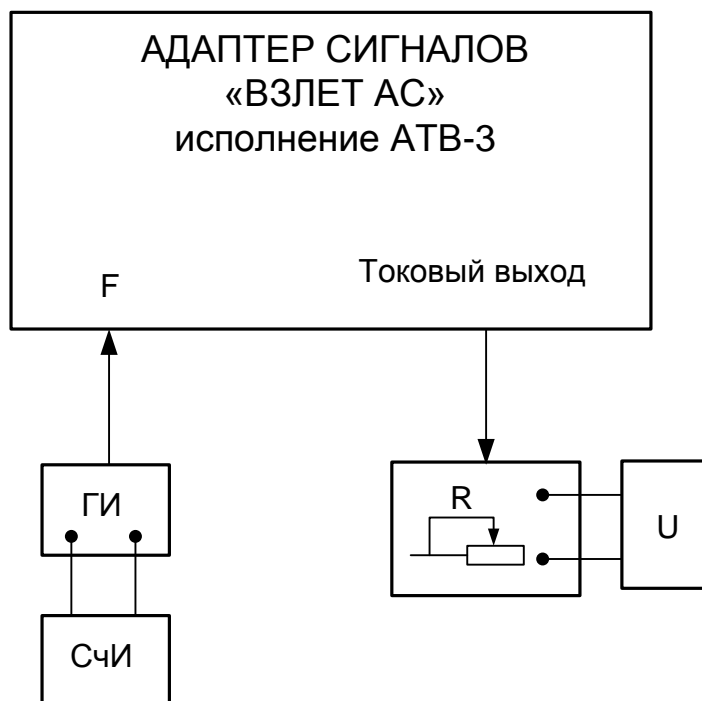 АДАПТЕР СИГНАЛОВ
«ВЗЛЕТ АС»
исполнение АТВ-3
F
Токовый выход
ГИ
R
U
СчИ